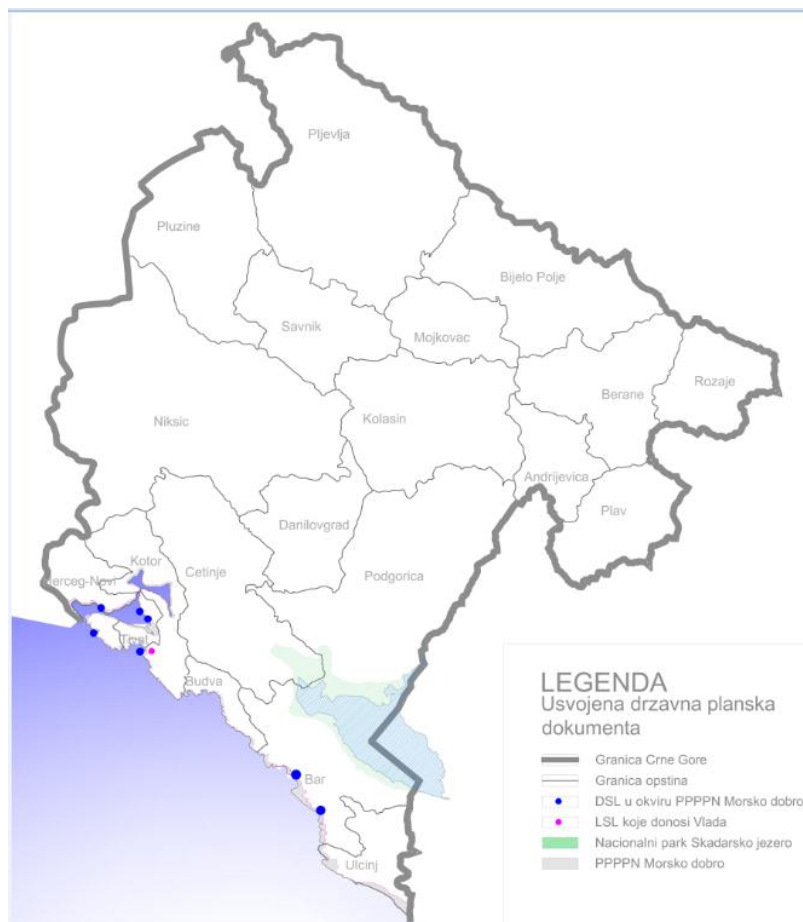 Pljevlja
Pluzine
Bijelo Polje
Savnik
Mojkovac
Rozaje
Berane
Niksic
Kolasin
Andrijevica
Plav
Danilovgrad
Kotor
Cetinje
Podgorica
Herceg-Novi
Tivat
Budva
Bar
Ulcinj
LEGENDA
Usvojena drzavna planska
dokumenta
Granica Crne Gore
Granica opstina
DSL u okviru PPPPN Morsko dobro
LSL koje donosi Vlada
Nacionalni park Skadarsko jezero
PPPPN Morsko dobro